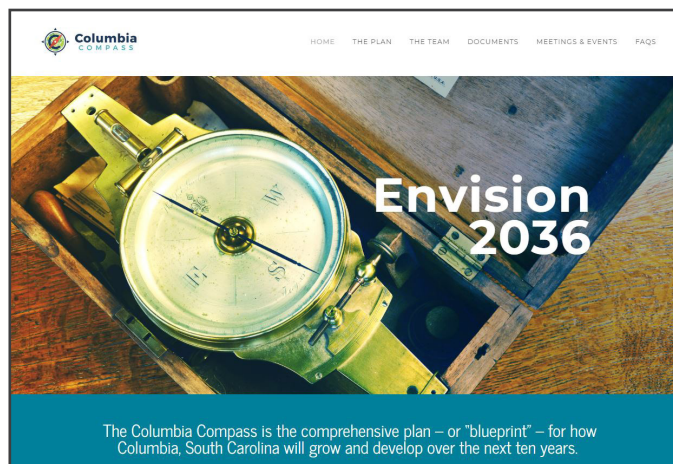 Columbia
COMPASS
HOME THE PLAN THE TEAM DOCUMENTS MEETINGS & EVENTS FAQS
Envision
2036
The Columbia Compass is the comprehensive plan – or "blueprint" – for how
Columbia, South Carolina will grow and develop over the next ten years.